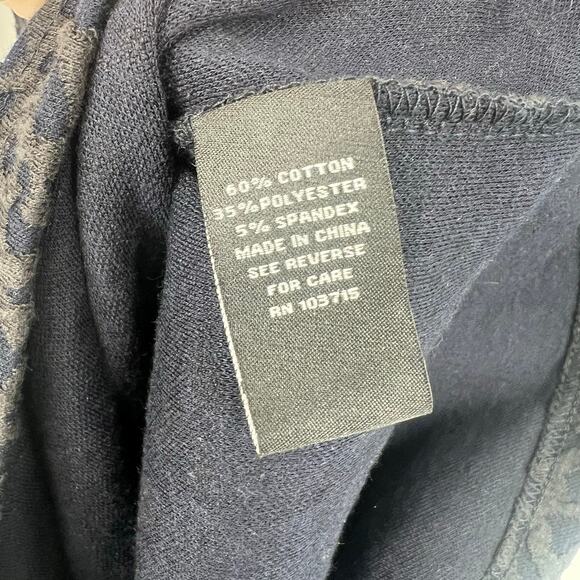 60% COTTON
35%POLYESTER
5% SPANDEX
MADE IN CHINA
SEE REVERSE
FOR CARE
RN 103715